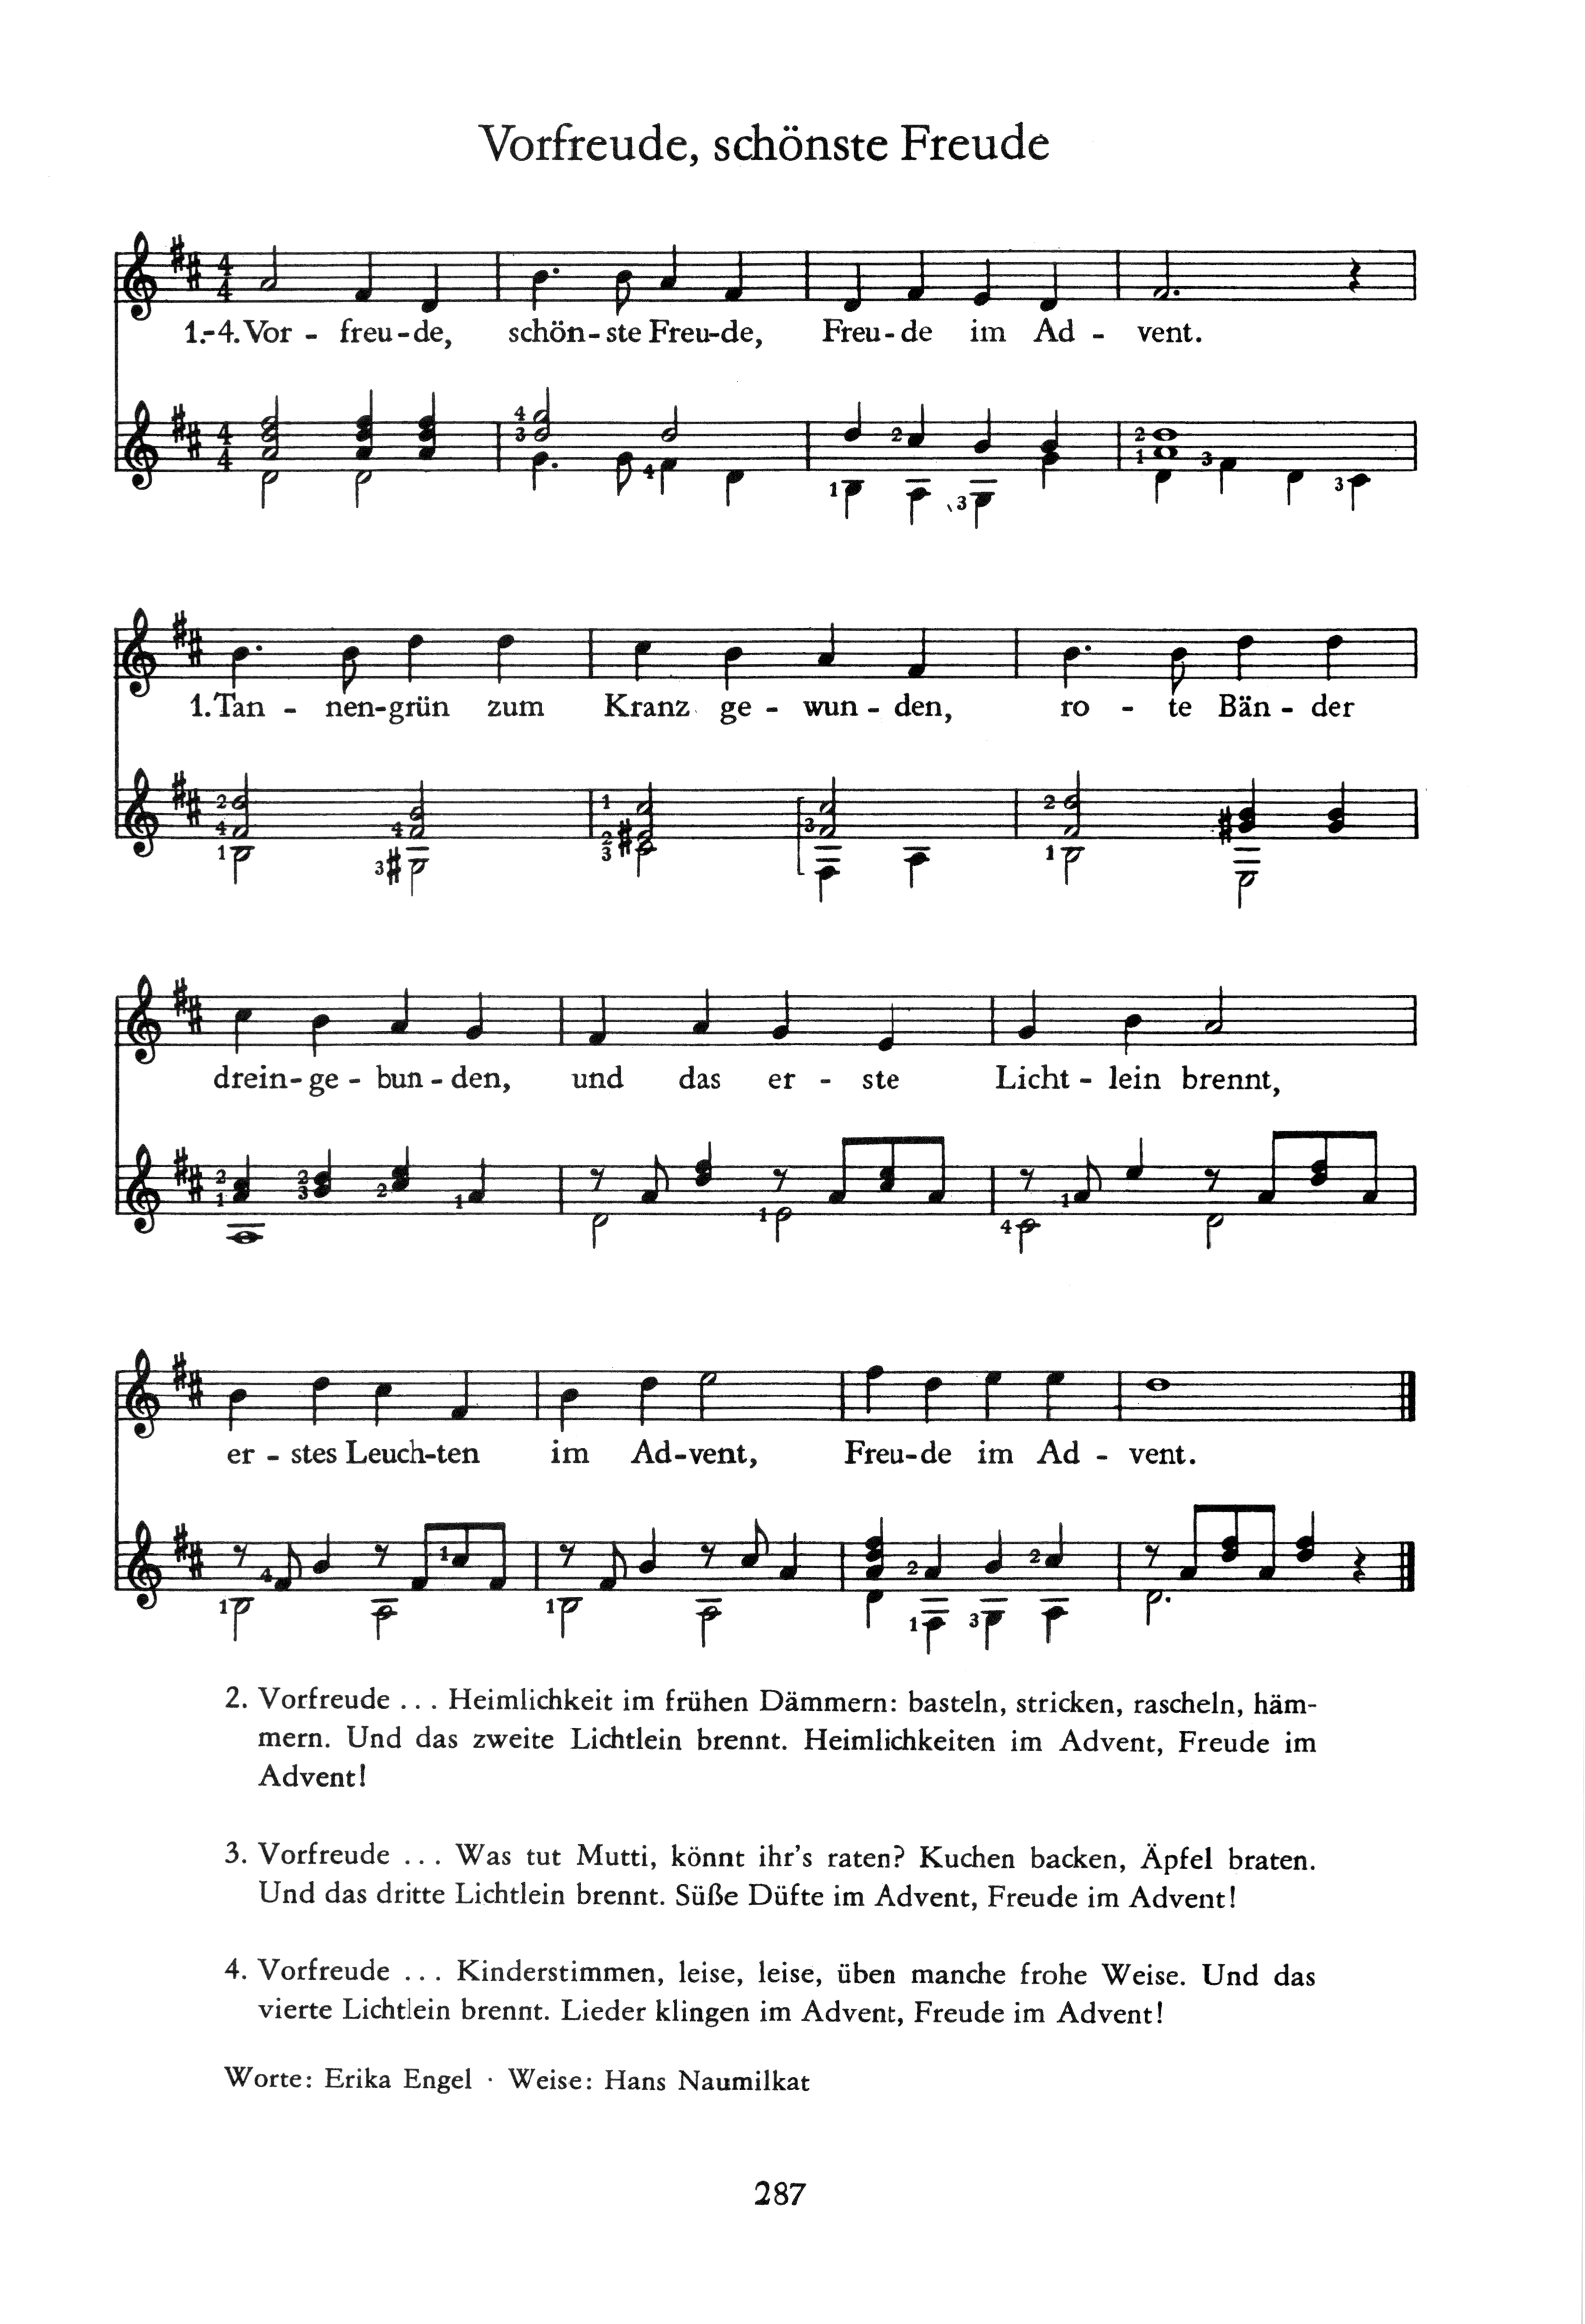 Vorfreude, schönste Freude
1.-4. Vor - freu-de, schön-ste Freu-de, Freu-de im Ad - vent.
1. Tan - nen-grün zum Kranz ge - wun - den, ro - te Bän - der
drein-ge - bun - den, und das er - ste Licht - lein brennt,
er - stes Leuch-ten im Ad-vent, Freu-de im Ad - vent.
2. Vorfreude ... Heimlichkeit im frühen Dämmern: basteln, stricken, rascheln, häm-
mern. Und das zweite Lichtlein brennt. Heimlichkeiten im Advent, Freude im
Advent!
3. Vorfreude ... Was tut Mutti, könnt ihr's raten? Kuchen backen, Äpfel braten.
Und das dritte Lichtlein brennt. Süße Düfte im Advent, Freude im Advent!
4. Vorfreude ... Kinderstimmen, leise, leise, üben manche frohe Weise. Und das
vierte Lichtlein brennt. Lieder klingen im Advent, Freude im Advent!
Worte: Erika Engel · Weise: Hans Naumilkat
287